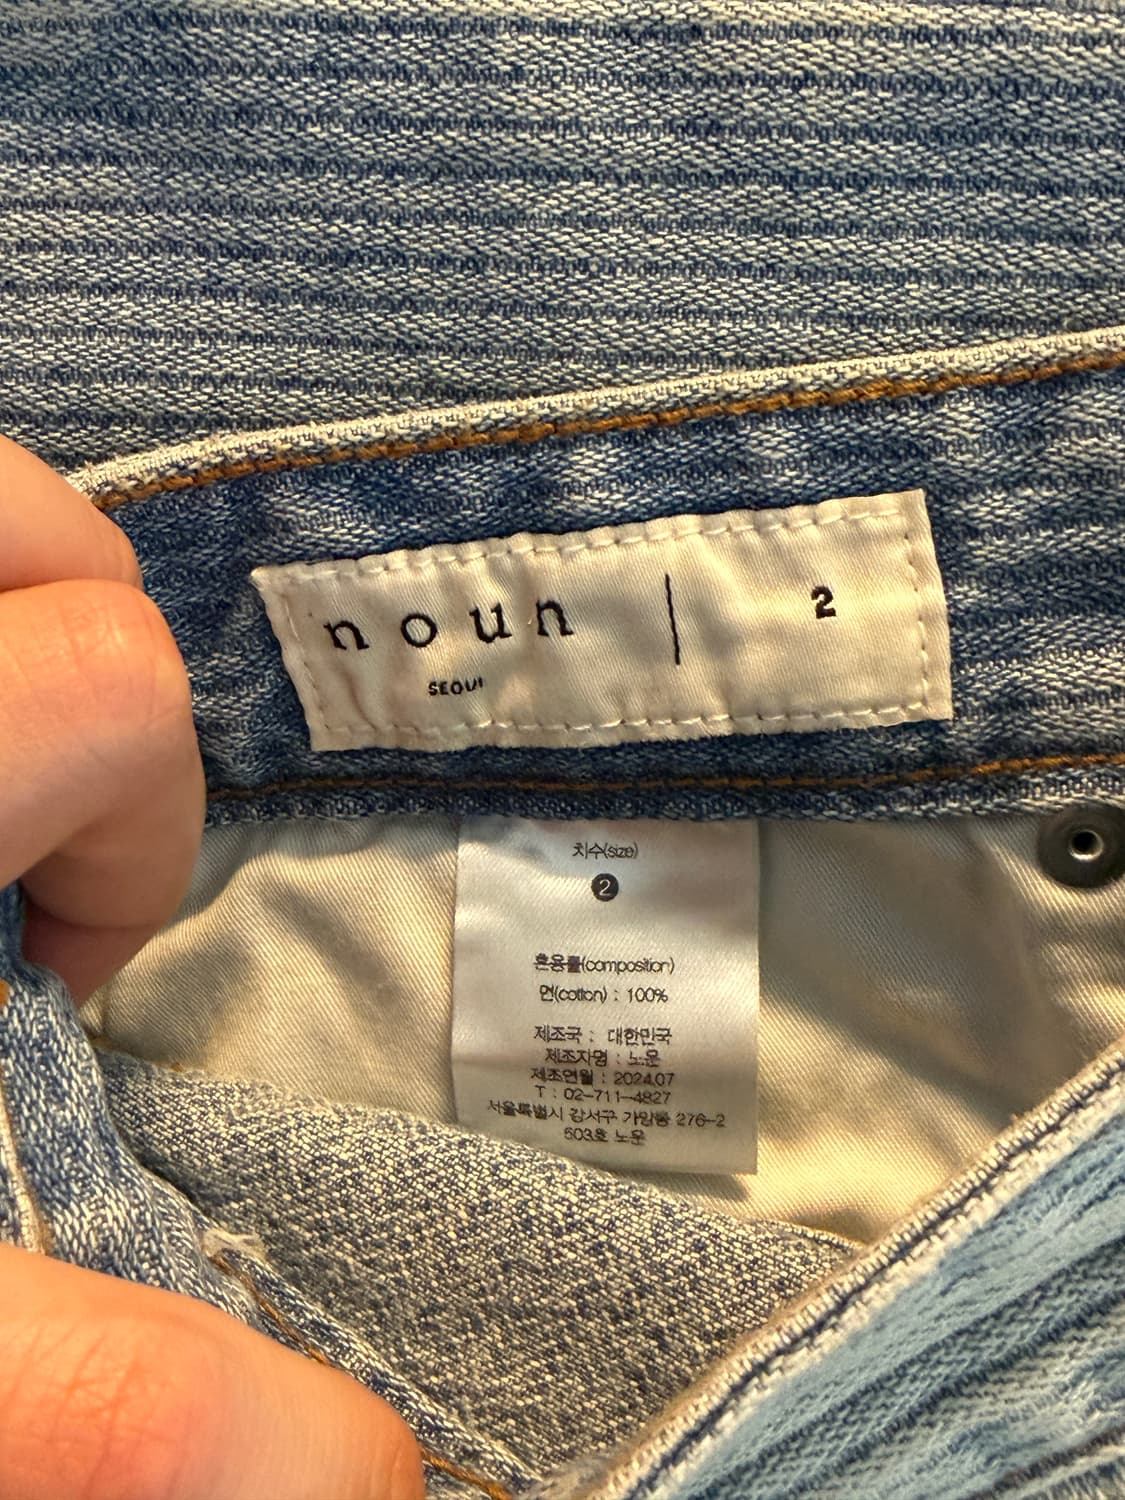 noun | 2
SEOUl
치수(size)
2
혼용률(composition)
면(cotton) : 100%
제조국 : 대한민국
제조자명 : 노운
제조연월 : 2024.07
T : 02-711-4827
서울특별시 강서구 가양동 276-2
503호 노운